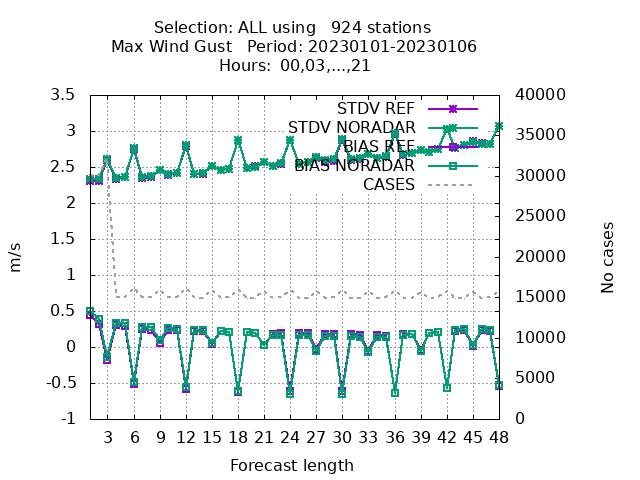 Selection: ALL using   924 stations
Max Wind Gust   Period: 20230101-20230106
Hours:  00,03,...,21
STDV REF
STDV NORADAR
BIAS REF
BIAS NORADAR
CASES
3.5
3
2.5
2
1.5
1
0.5
0
-0.5
-1
m/s
40000
35000
30000
25000
20000
15000
10000
5000
0
No cases
3 6 9 12 15 18 21 24 27 30 33 36 39 42 45 48
Forecast length